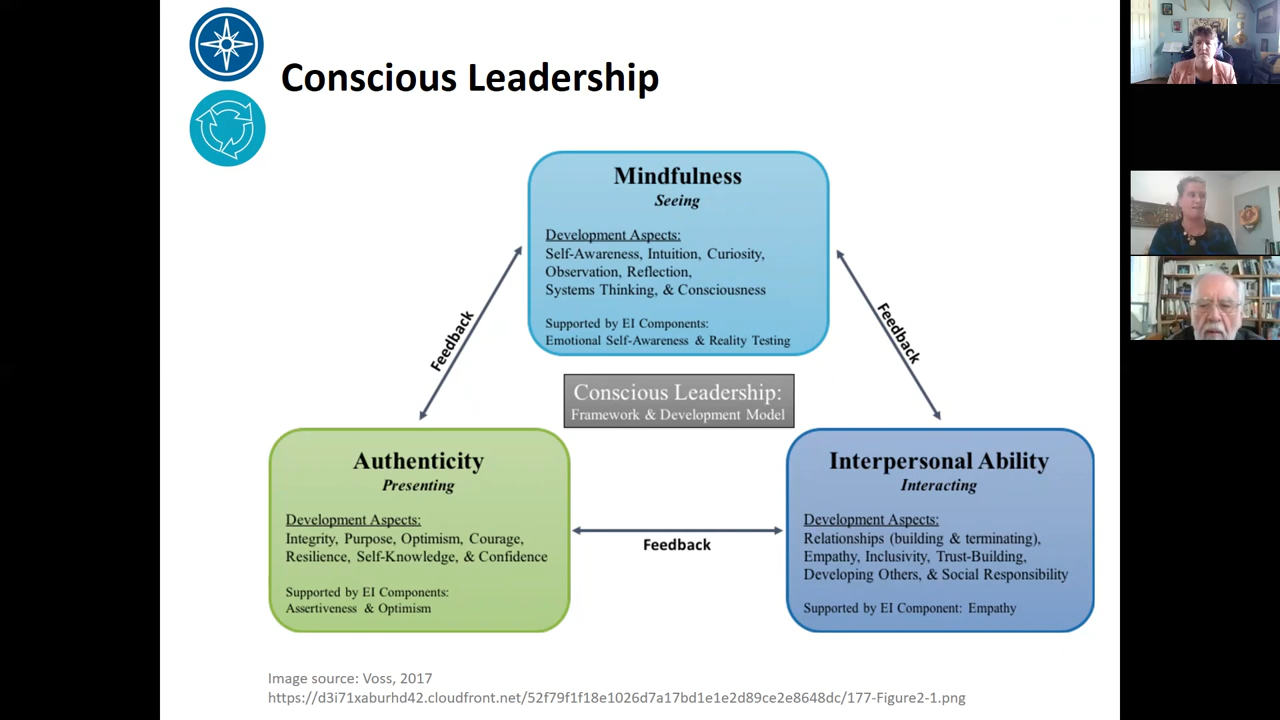 Conscious Leadership
Mindfulness
Seeing
Development Aspects:
Self-Awareness, Intuition, Curiosity,
Observation, Reflection,
Systems Thinking, & Consciousness
Supported by EI Components:
Emotional Self-Awareness & Reality Testing
Feedback
Feedback
Conscious Leadership:
Framework & Development Model
Authenticity
Presenting
Development Aspects:
Integrity, Purpose, Optimism, Courage,
Resilience, Self-Knowledge, & Confidence
Supported by EI Components:
Assertiveness & Optimism
Feedback
Interpersonal Ability
Interacting
Development Aspects:
Relationships (building & terminating),
Empathy, Inclusivity, Trust-Building,
Developing Others, & Social Responsibility
Supported by EI Component: Empathy
Image source: Voss, 2017
https://d3i71xaburhd42.cloudfront.net/52f79f1f18e1026d7a17bd1e1e2d89ce2e8648dc/177-Figure2-1.png